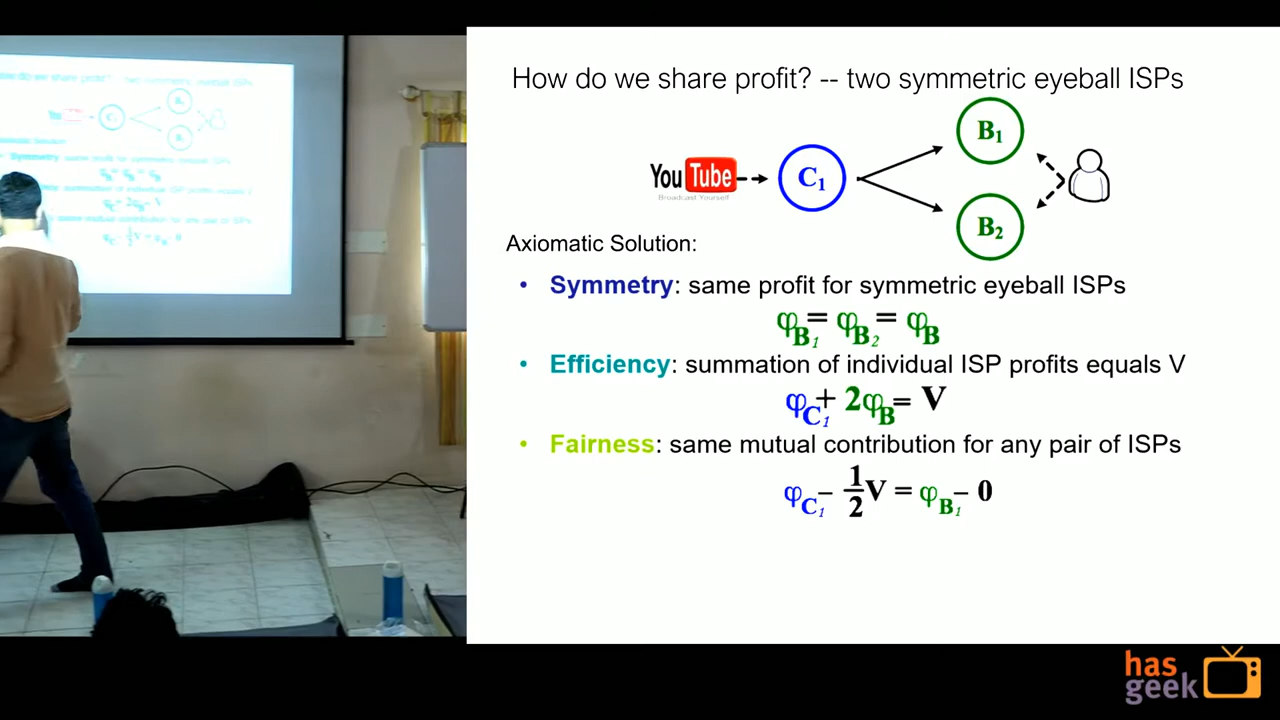 How do we share profit? -- two symmetric eyeball ISPs
B1
YouTube
Broadcast Yourself
C1
B2
Axiomatic Solution:
• Symmetry: same profit for symmetric eyeball ISPs
φB1 = φB2 = φB
• Efficiency: summation of individual ISP profits equals V
φC1 + 2φB = V
• Fairness: same mutual contribution for any pair of ISPs
φC1 − 1/2 V = φB1 − 0
has
geek